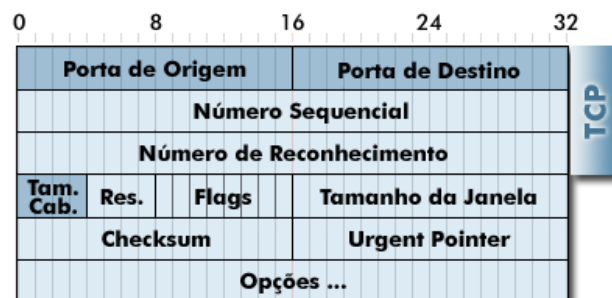 0 8 16 24 32
Porta de Origem Porta de Destino
TCP
Número Sequencial
Número de Reconhecimento
Tam. Cab. Res. Flags Tamanho da Janela
Checksum Urgent Pointer
Opções ...